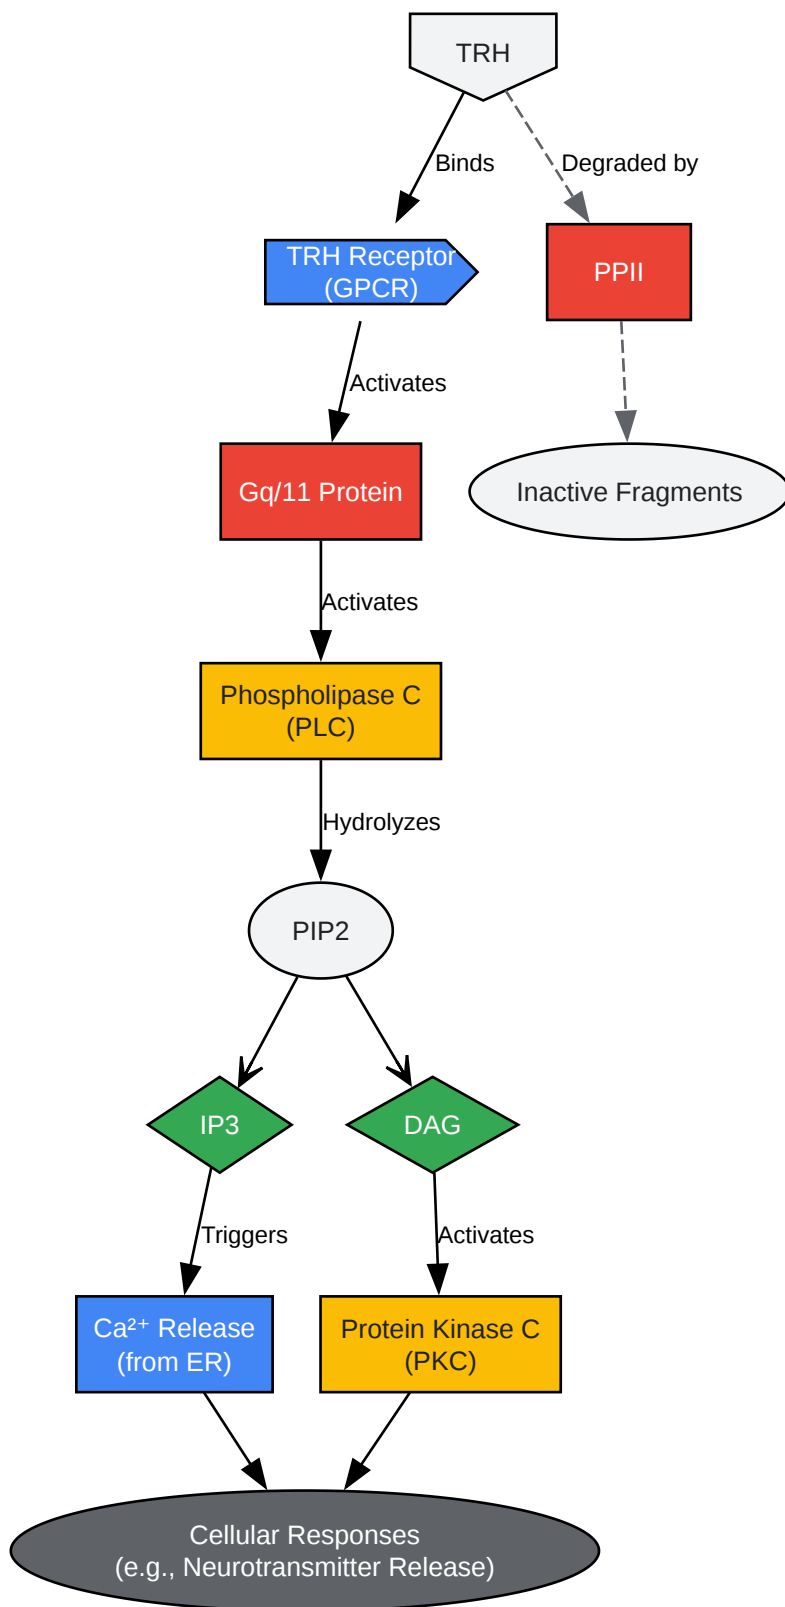 TRH
Binds
Degraded by
TRH Receptor
(GPCR)
PPII
Activates
Gq/11 Protein
Inactive Fragments
Activates
Phospholipase C
(PLC)
Hydrolyzes
PIP2
IP3
DAG
Triggers
Activates
Ca²⁺ Release
(from ER)
Protein Kinase C
(PKC)
Cellular Responses
(e.g., Neurotransmitter Release)